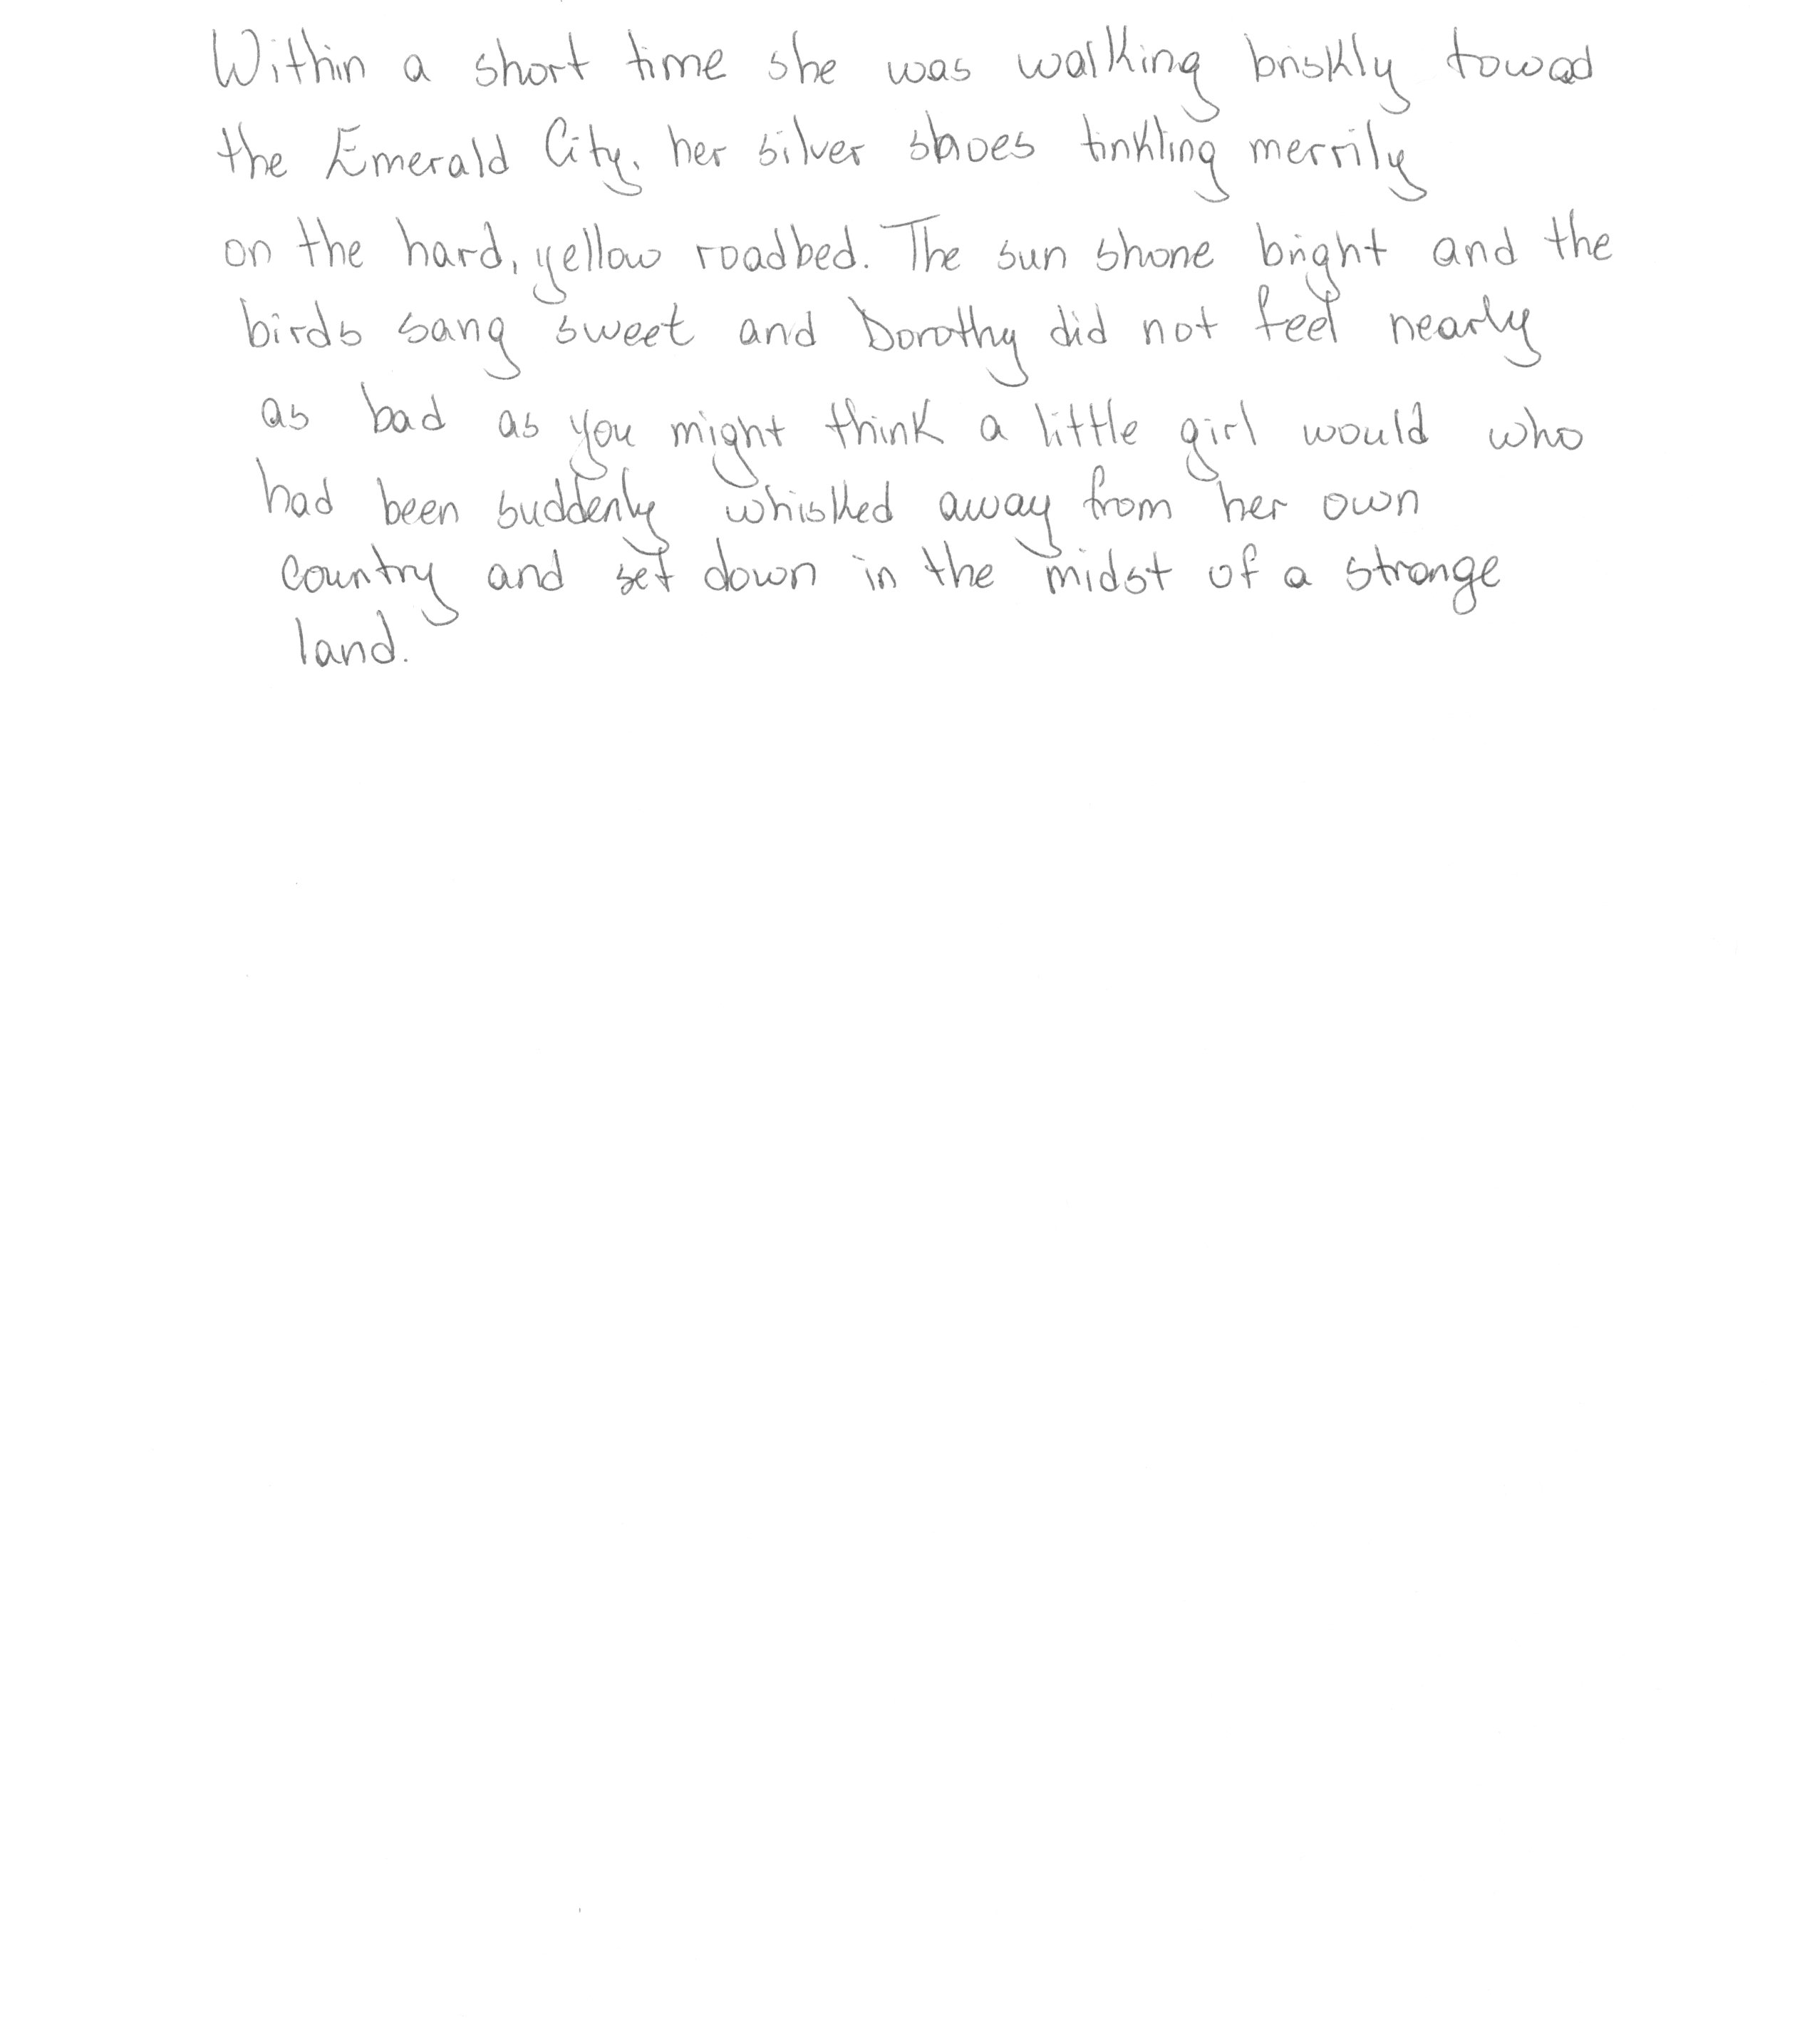 Within a short time she was walking briskly towad
the Emerald City, her silver shoes tinkling merrily
on the hard, yellow roadbed. The sun shone bright and the
birds sang sweet and Dorothy did not feel nearly
as bad as you might think a little girl would who
had been suddenly whisked away from her own
country and set down in the midst of a strange
land.